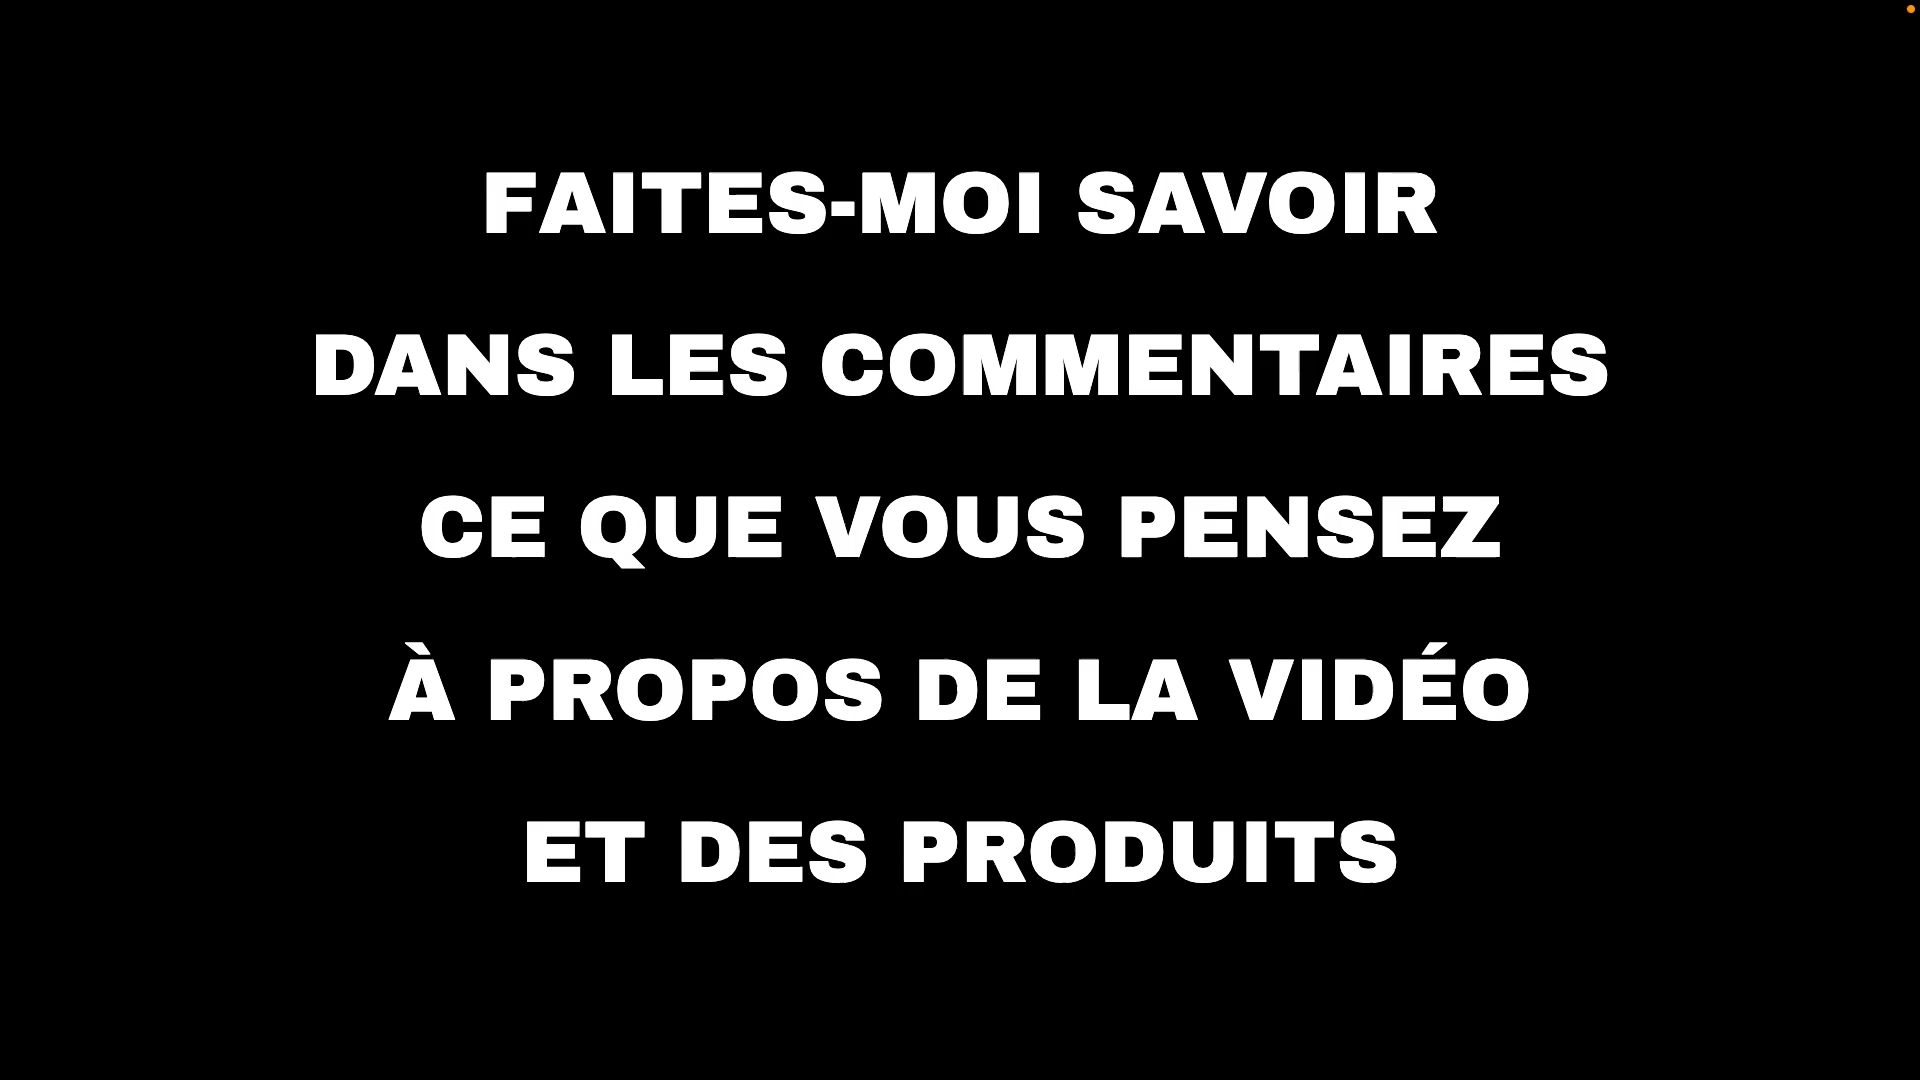 FAITES-MOI SAVOIR
DANS LES COMMENTAIRES
CE QUE VOUS PENSEZ
À PROPOS DE LA VIDÉO
ET DES PRODUITS